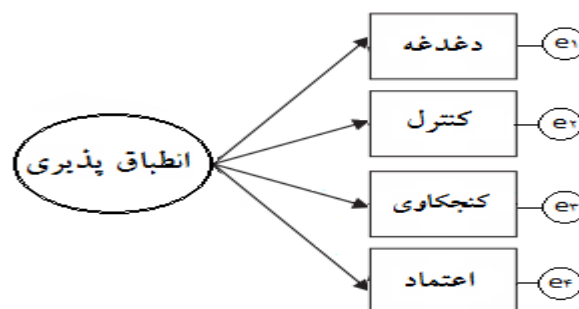 دغدغه
e۱
کنترل
e۲
انطباق پذیری
کنجکاوی
e۳
اعتماد
e۴